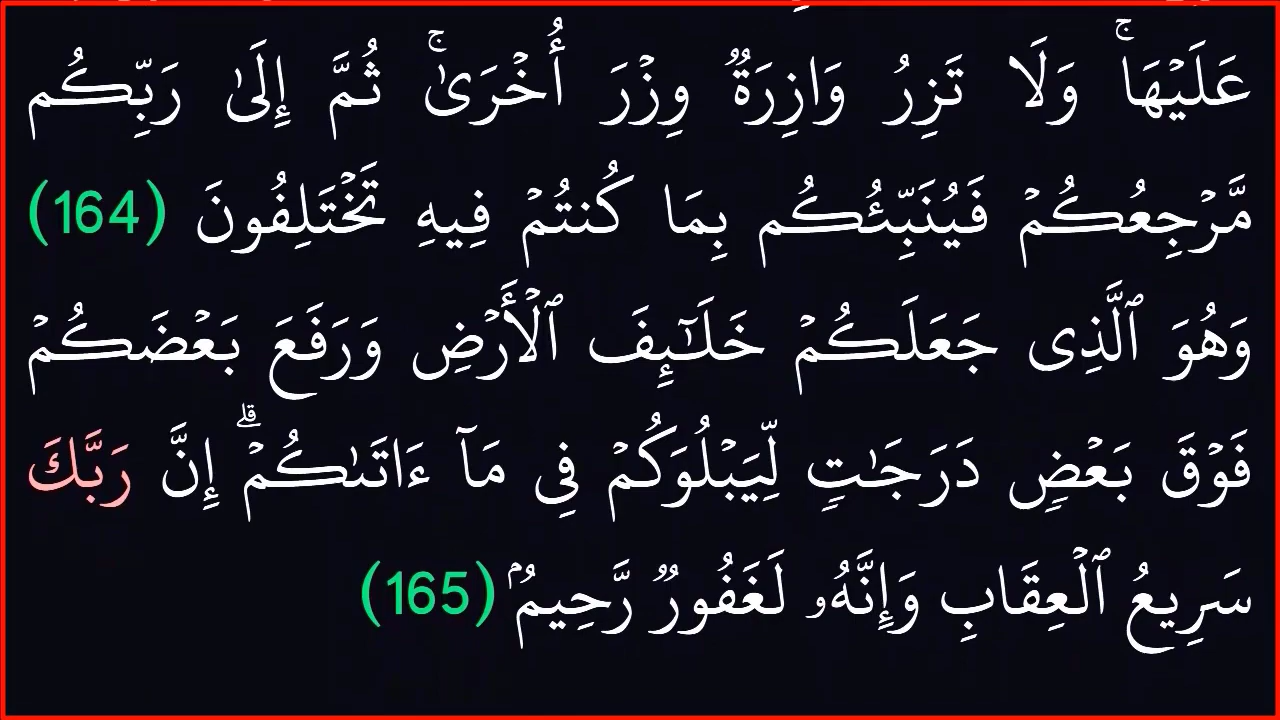 عَلَيۡهَاۚ وَلَا تَزِرُ وَازِرَةٞ وِزۡرَ أُخۡرَىٰۚ ثُمَّ إِلَىٰ رَبِّكُم
مَّرۡجِعُكُمۡ فَيُنَبِّئُكُم بِمَا كُنتُمۡ فِيهِ تَخۡتَلِفُونَ (164)
وَهُوَ ٱلَّذِی جَعَلَكُمۡ خَلَـٰٓئِفَ ٱلۡأَرۡضِ وَرَفَعَ بَعۡضَكُمۡ
فَوۡقَ بَعۡضٖ دَرَجَـٰتٖ لِّيَبۡلُوَكُمۡ فِی مَآ ءَاتَىٰكُمۡۗ إِنَّ رَبَّكَ
سَرِيعُ ٱلۡعِقَابِ وَإِنَّهُۥ لَغَفُورٞ رَّحِيمُۢ (165)